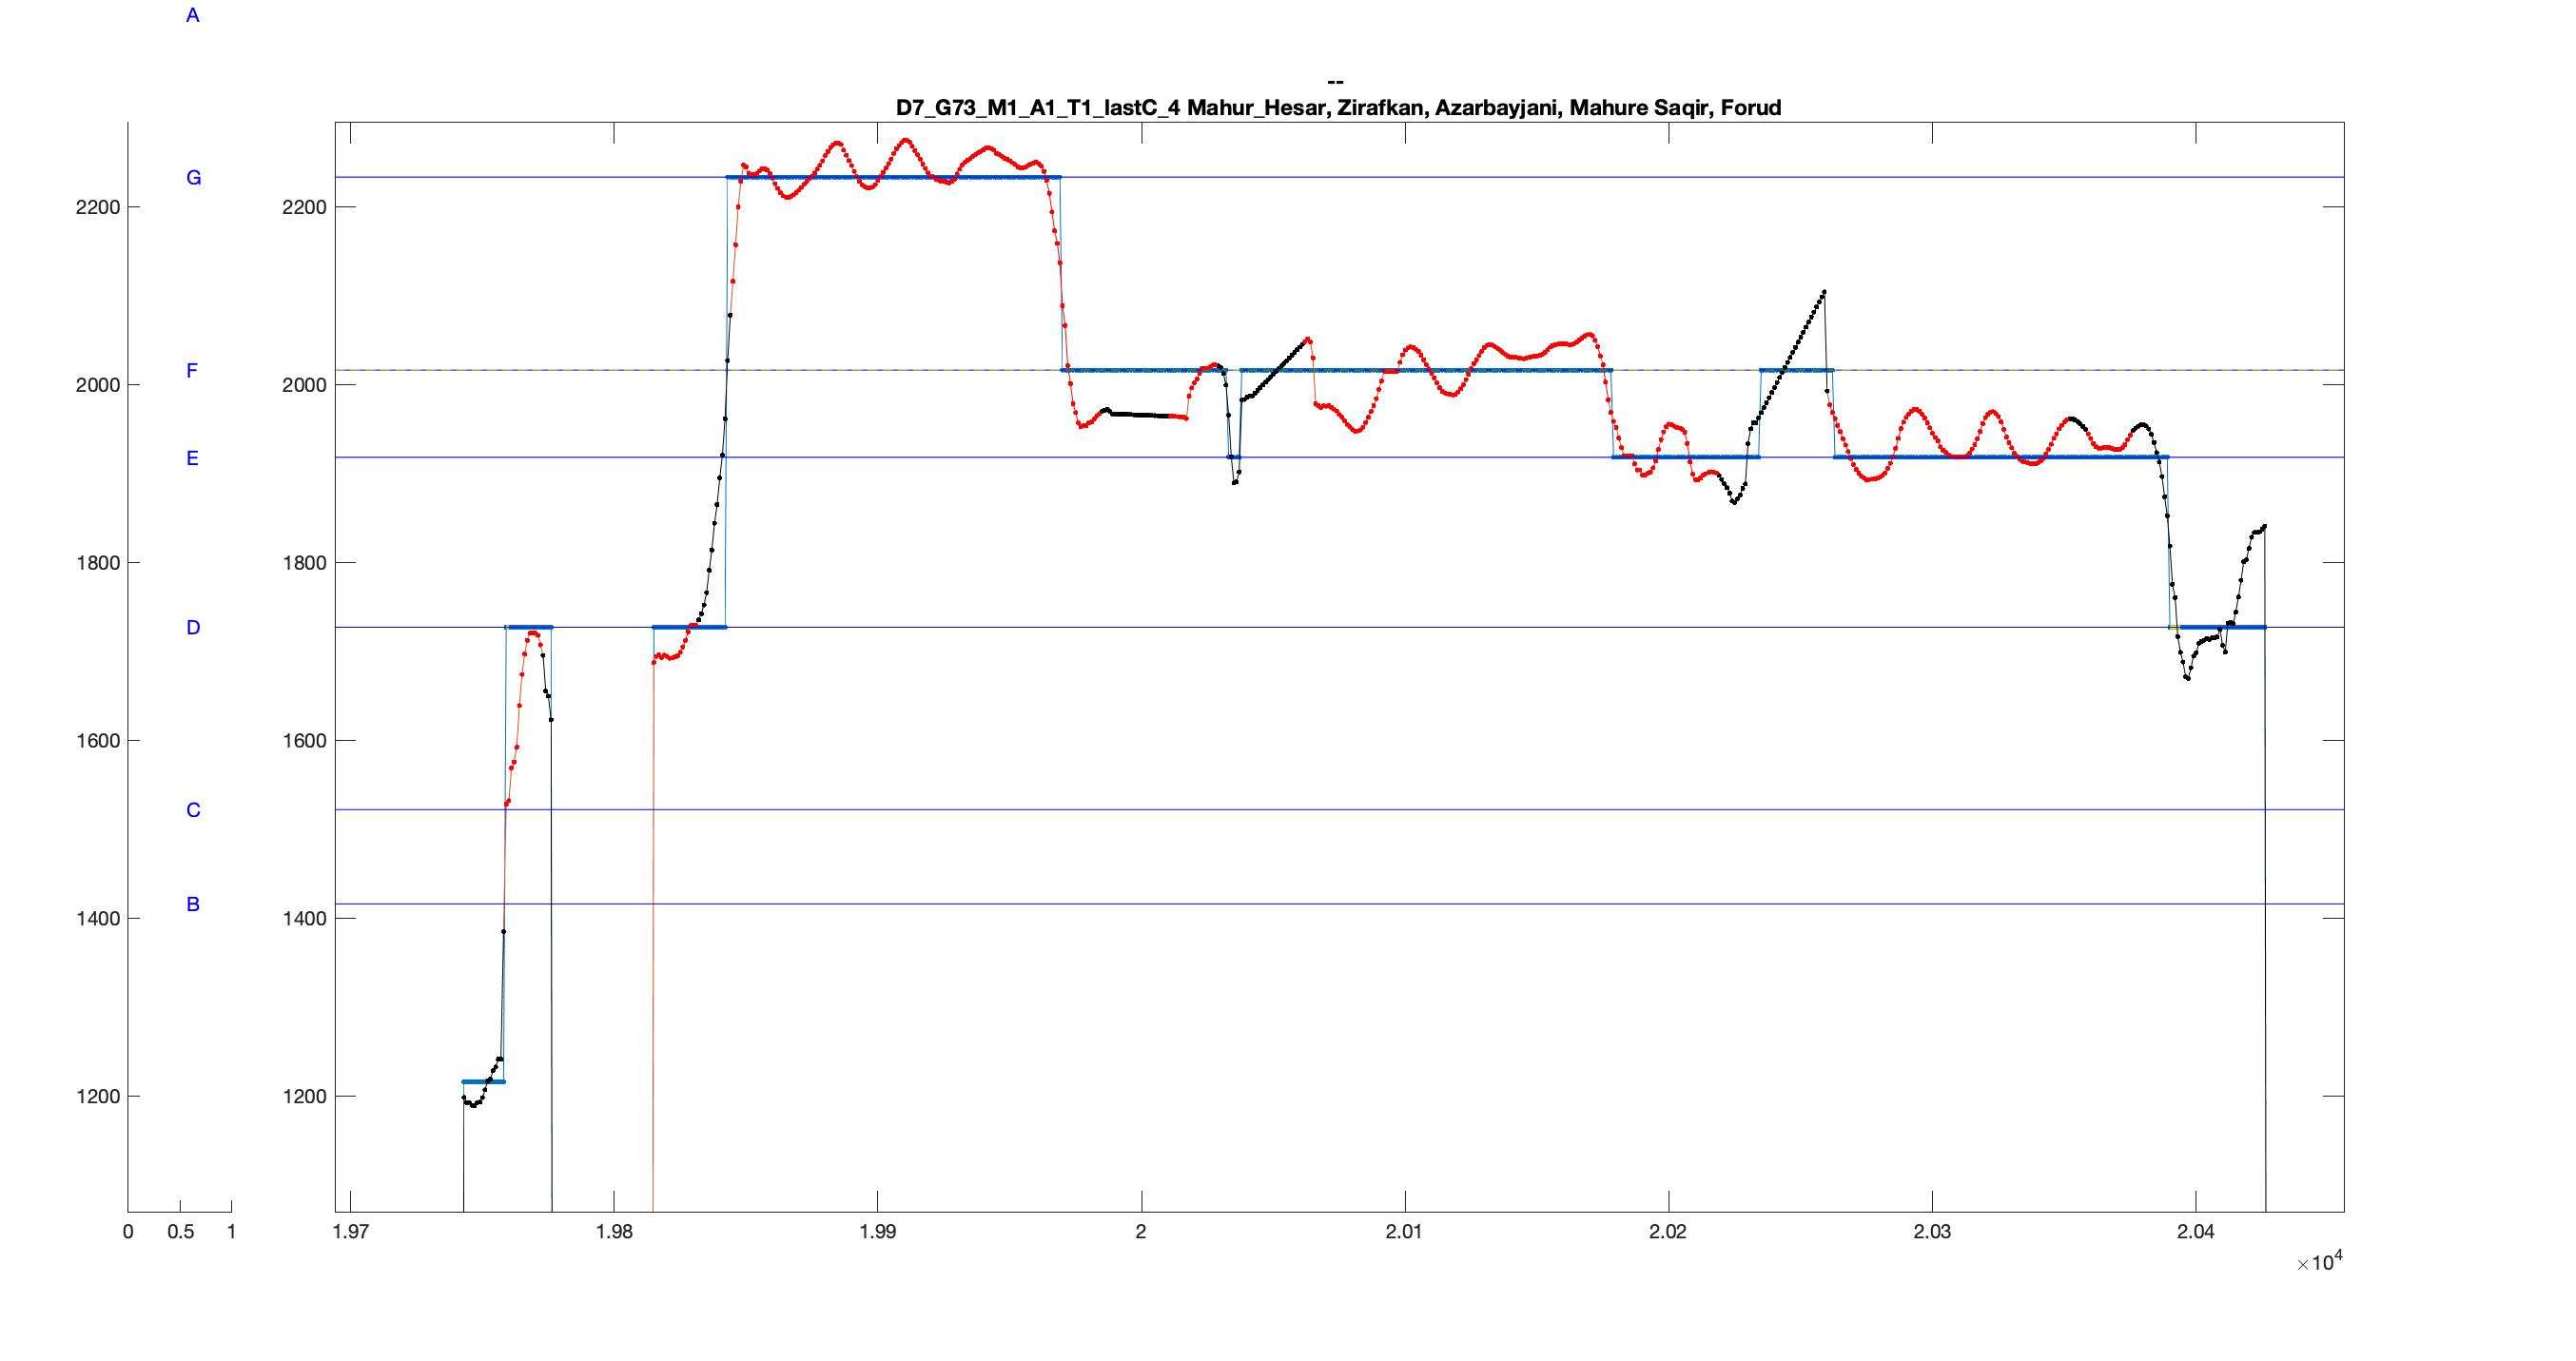 A
--
D7_G73_M1_A1_T1_lastC_4 Mahur_Hesar, Zirafkan, Azarbayjani, Mahure Saqir, Forud
G
2200 2200
F
2000 2000
E
1800 1800
D
1600 1600
C
B
1400 1400
1200 1200
0 0.5 1 1.97 1.98 1.99 2 2.01 2.02 2.03 2.04
×10^4